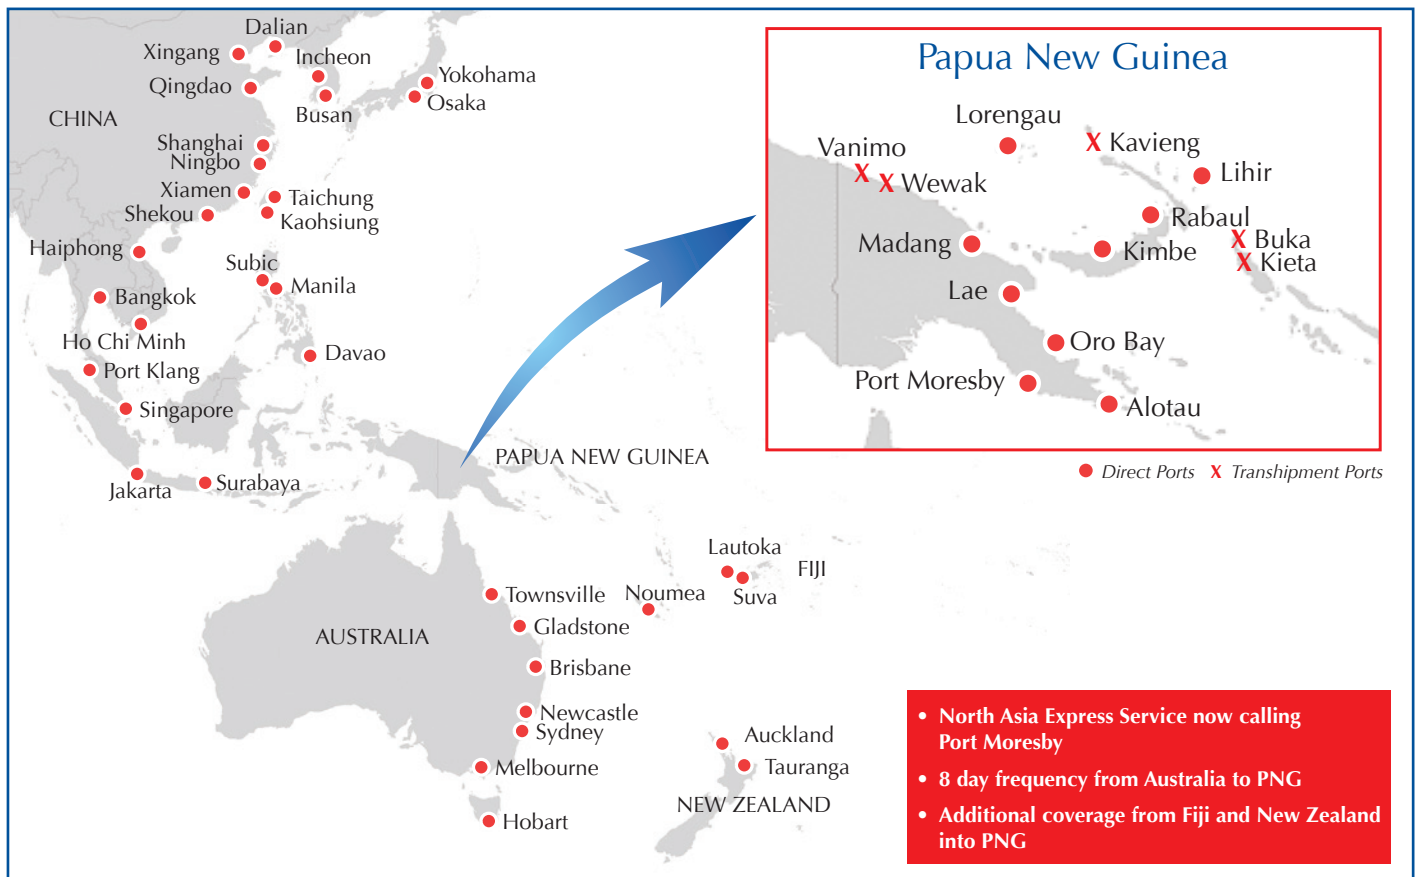 Dalian
Xingang
Incheon
Qingdao
Yokohama
Osaka
Busan
CHINA
Shanghai
Ningbo
Xiamen
Taichung
Shekou
Kaohsiung
Haiphong
Subic
Manila
Bangkok
Ho Chi Minh
Davao
Port Klang
Singapore
Jakarta
Surabaya
PAPUA NEW GUINEA
AUSTRALIA
Townsville
Gladstone
Brisbane
Newcastle
Sydney
Melbourne
Hobart
Noumea
Lautoka
Suva
FIJI
Auckland
Tauranga
NEW ZEALAND
Papua New Guinea
Lorengau
Vanimo
X
X Wewak
X Kavieng
Lihir
Rabaul
X Buka
X Kieta
Madang
Kimbe
Lae
Oro Bay
Port Moresby
Alotau
Direct Ports X Transhipment Ports
• North Asia Express Service now calling
Port Moresby
• 8 day frequency from Australia to PNG
• Additional coverage from Fiji and New Zealand
into PNG